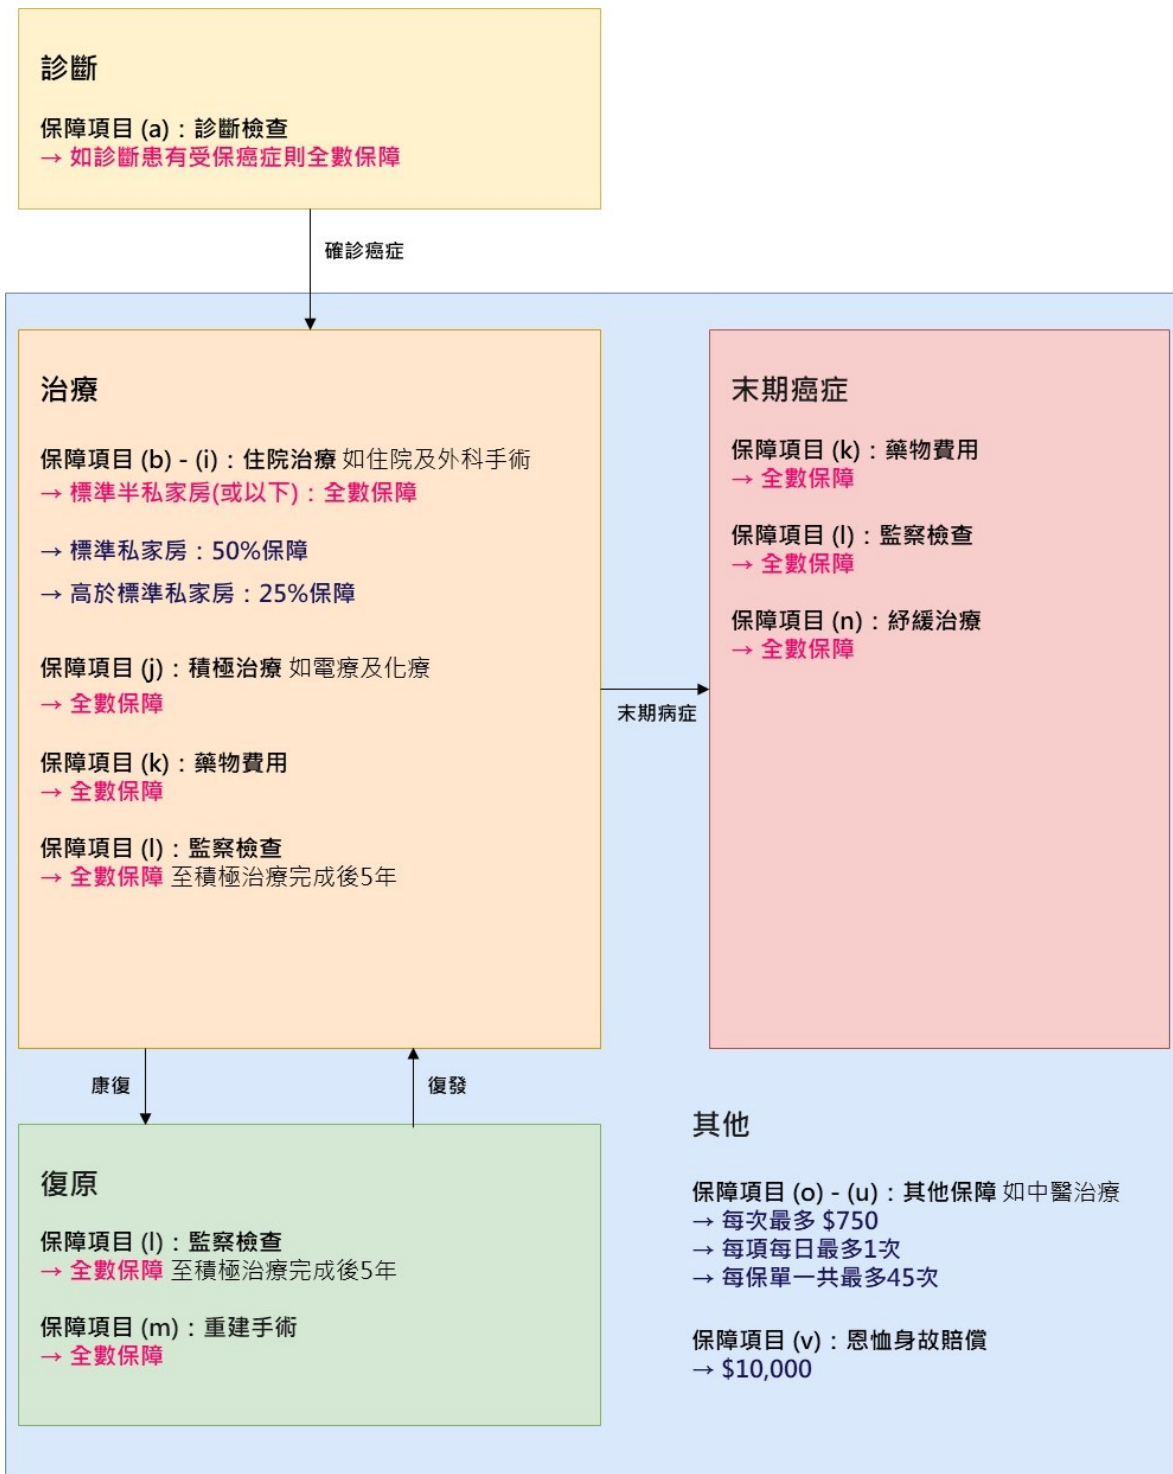 診斷
保障項目 (a)：診斷檢查
→ 如診斷患有受保癌症則全數保障
確診癌症
治療
保障項目 (b) - (i)：住院治療 如住院及外科手術
→ 標準半私家房(或以下)：全數保障
→ 標準私家房：50%保障
→ 高於標準私家房：25%保障
保障項目 (j)：積極治療 如電療及化療
→ 全數保障
保障項目 (k)：藥物費用
→ 全數保障
保障項目 (l)：監察檢查
→ 全數保障 至積極治療完成後5年
末期病症
末期癌症
保障項目 (k)：藥物費用
→ 全數保障
保障項目 (l)：監察檢查
→ 全數保障
保障項目 (n)：紓緩治療
→ 全數保障
康復
復發
復原
保障項目 (l)：監察檢查
→ 全數保障 至積極治療完成後5年
保障項目 (m)：重建手術
→ 全數保障
其他
保障項目 (o) - (u)：其他保障 如中醫治療
→ 每次最多 $750
→ 每項每日最多1次
→ 每保單一共最多45次
保障項目 (v)：恩恤身故賠償
→ $10,000